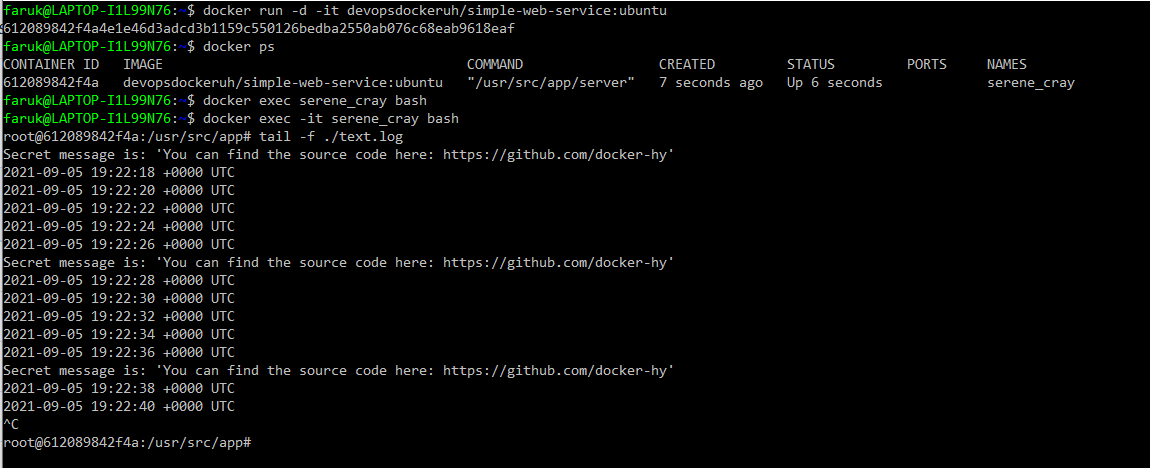 faruk@LAPTOP-I1L99N76:~$ docker run -d -it devopsdockeruh/simple-web-service:ubuntu
612089842f4a4e1e46d3adcd3b1159c550126bedba2550ab076c68eab9618eaf
faruk@LAPTOP-I1L99N76:~$ docker ps
CONTAINER ID   IMAGE                                      COMMAND                 CREATED         STATUS         PORTS     NAMES
612089842f4a   devopsdockeruh/simple-web-service:ubuntu   "/usr/src/app/server"   7 seconds ago   Up 6 seconds             serene_cray
faruk@LAPTOP-I1L99N76:~$ docker exec serene_cray bash
faruk@LAPTOP-I1L99N76:~$ docker exec -it serene_cray bash
root@612089842f4a:/usr/src/app# tail -f ./text.log
Secret message is: 'You can find the source code here: https://github.com/docker-hy'
2021-09-05 19:22:18 +0000 UTC
2021-09-05 19:22:20 +0000 UTC
2021-09-05 19:22:22 +0000 UTC
2021-09-05 19:22:24 +0000 UTC
2021-09-05 19:22:26 +0000 UTC
Secret message is: 'You can find the source code here: https://github.com/docker-hy'
2021-09-05 19:22:28 +0000 UTC
2021-09-05 19:22:30 +0000 UTC
2021-09-05 19:22:32 +0000 UTC
2021-09-05 19:22:34 +0000 UTC
2021-09-05 19:22:36 +0000 UTC
Secret message is: 'You can find the source code here: https://github.com/docker-hy'
2021-09-05 19:22:38 +0000 UTC
2021-09-05 19:22:40 +0000 UTC
^C
root@612089842f4a:/usr/src/app#